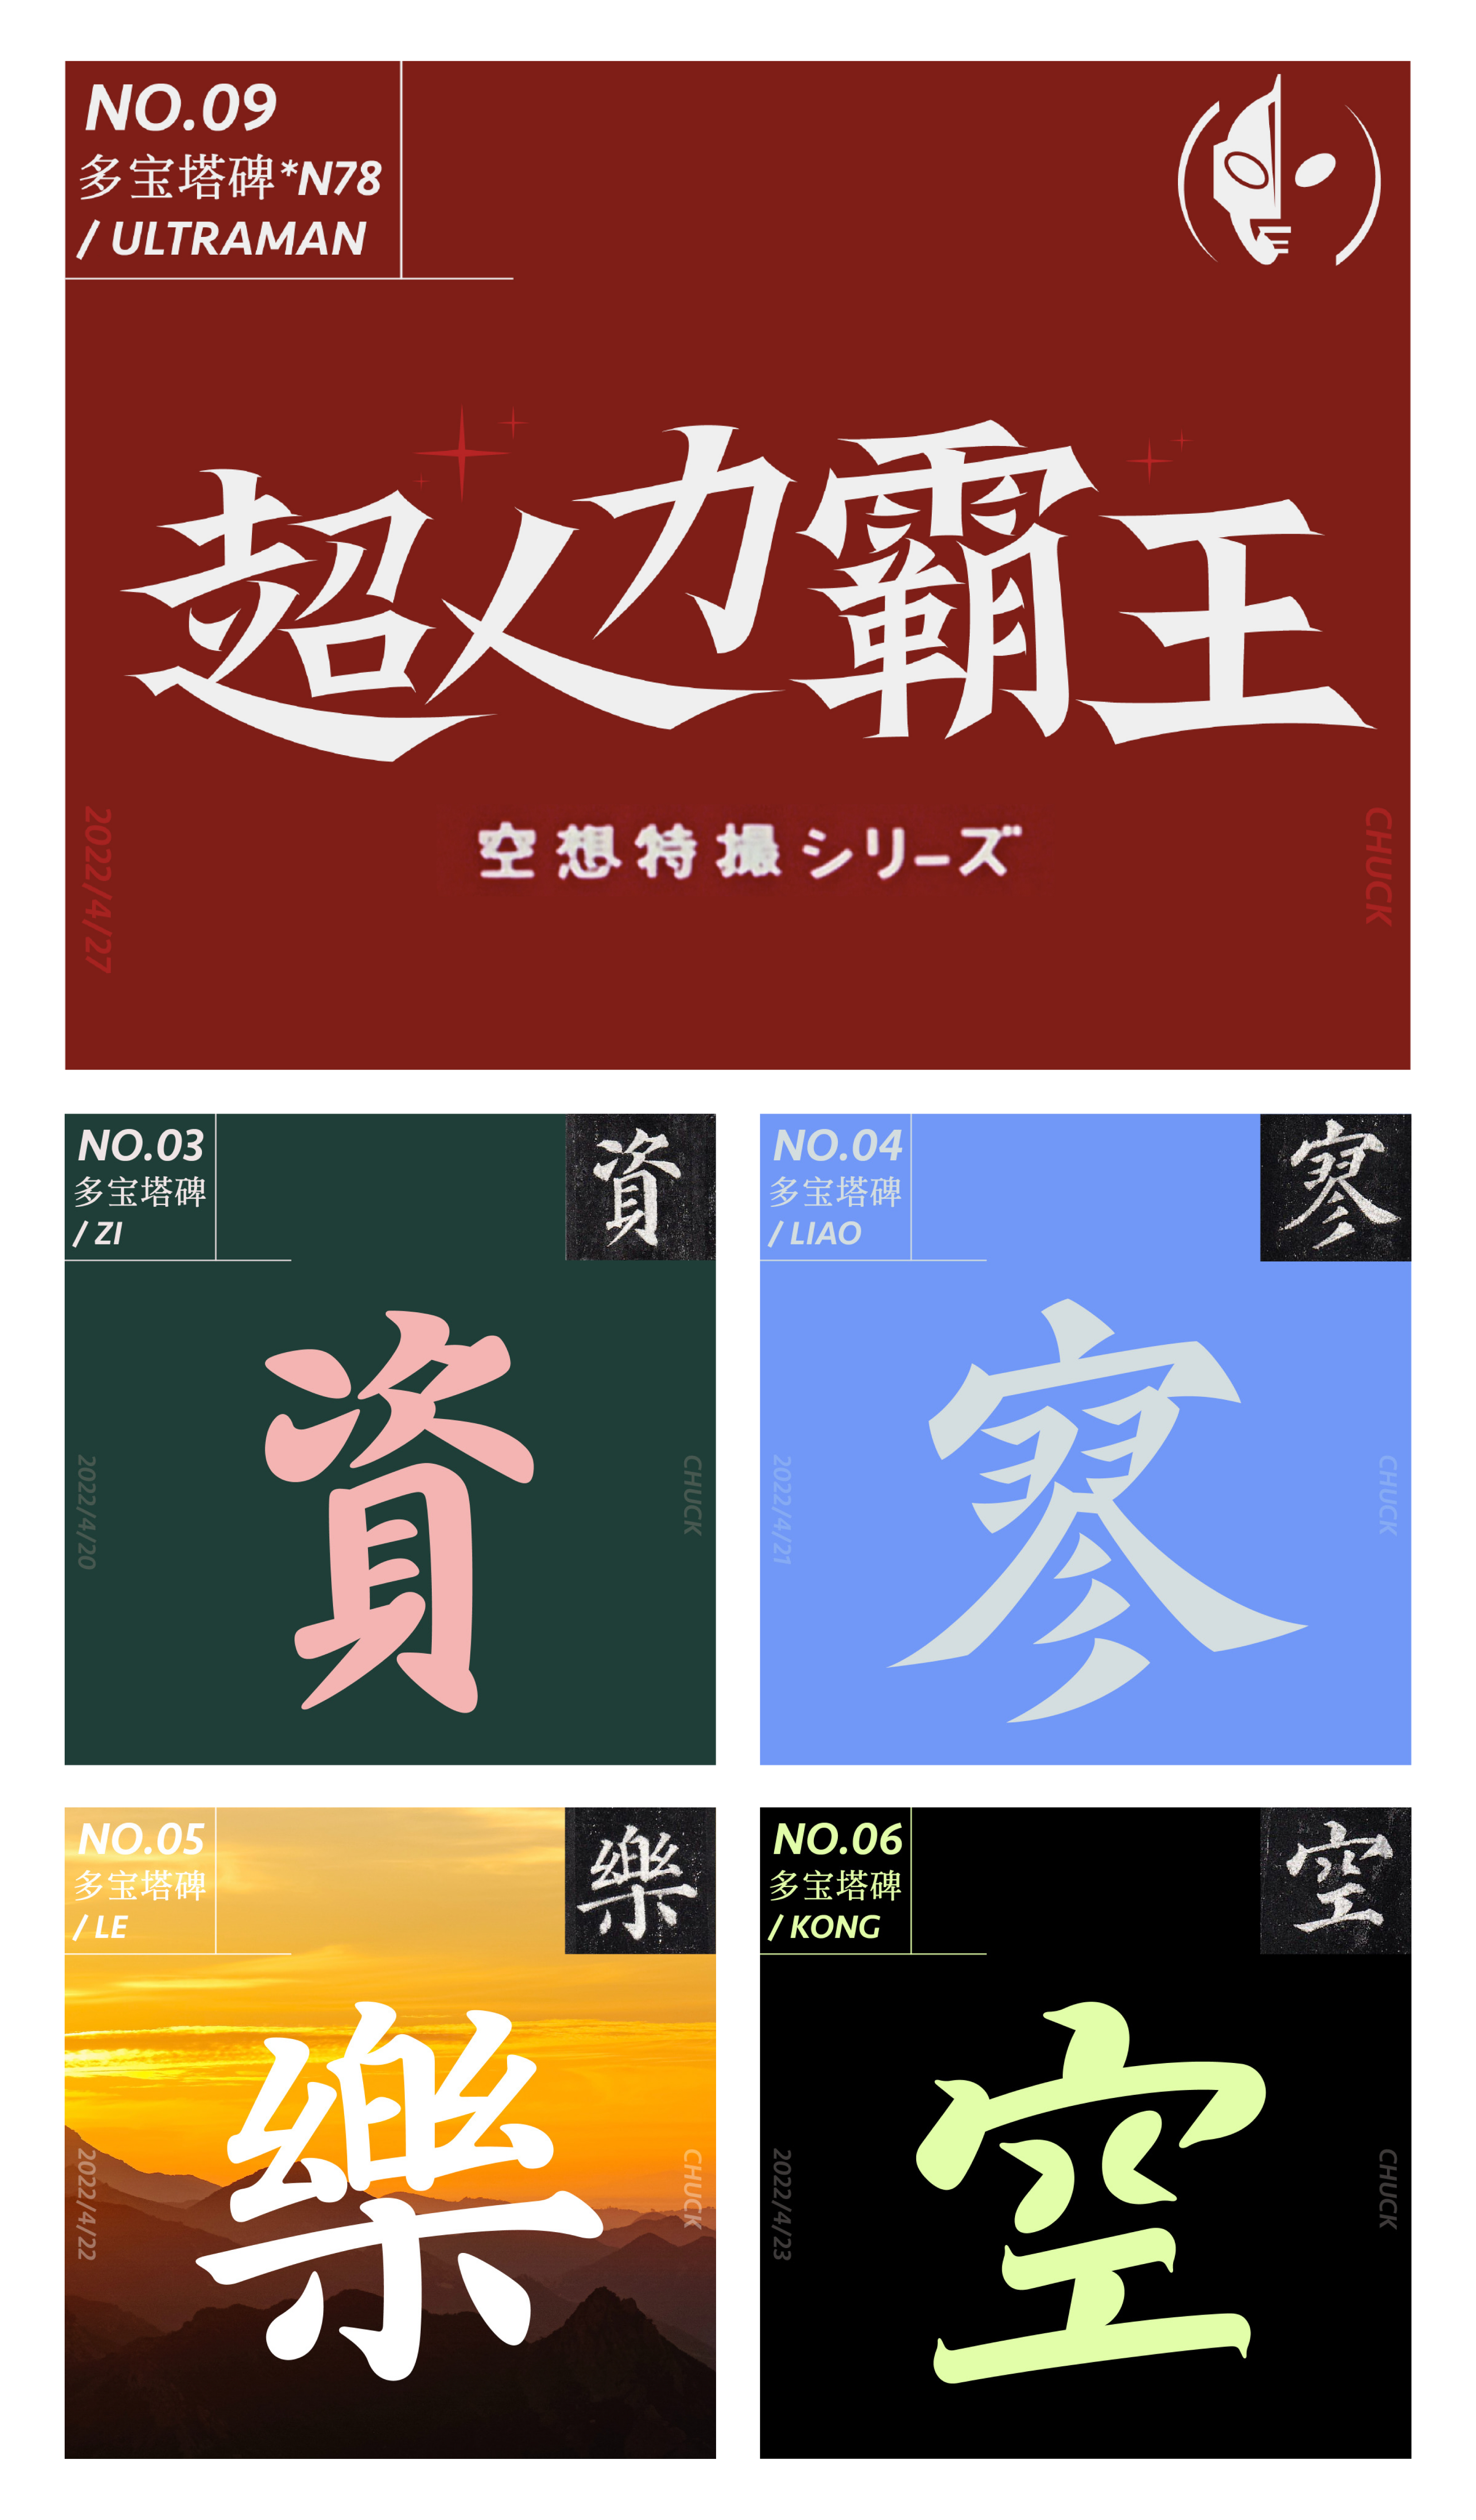 NO.09
多宝塔碑*N78
/ ULTRAMAN
超人力霸王
空想特撮シリーズ
2022/4/27
CHUCK
NO.03
多宝塔碑
/ ZI
資
資
2022/4/20
CHUCK
NO.04
多宝塔碑
/ LIAO
寥
寥
2022/4/21
CHUCK
NO.05
多宝塔碑
/ LE
樂
樂
2022/4/22
CHUCK
NO.06
多宝塔碑
/ KONG
空
空
2022/4/23
CHUCK